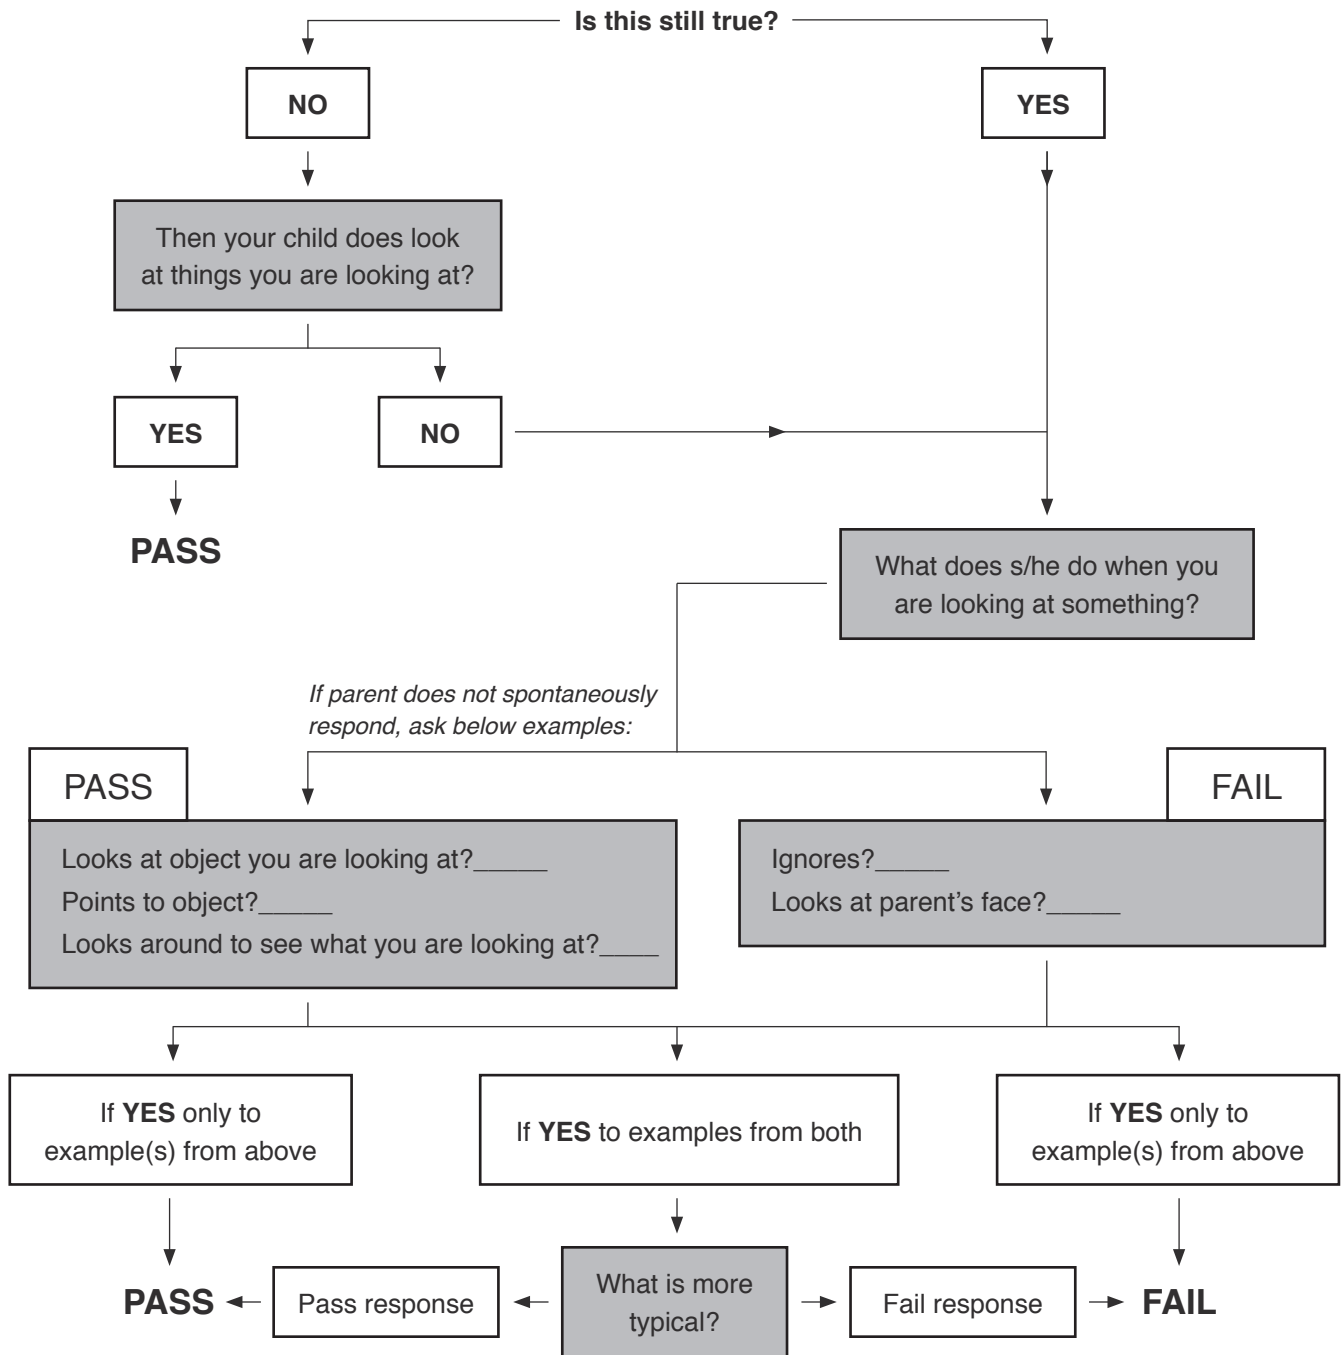 Is this still true?
NO
YES
Then your child does look
at things you are looking at?
YES
NO
PASS
What does s/he do when you
are looking at something?
If parent does not spontaneously
respond, ask below examples:
PASS
FAIL
Looks at object you are looking at?_____
Points to object?_____
Looks around to see what you are looking at?____
Ignores?_____
Looks at parent’s face?_____
If YES only to
example(s) from above
If YES to examples from both
If YES only to
example(s) from above
PASS
Pass response
What is more
typical?
Fail response
FAIL